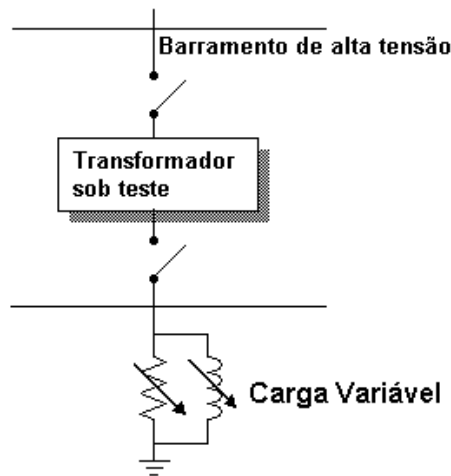 Barramento de alta tensão
Transformador
sob teste
Carga Variável